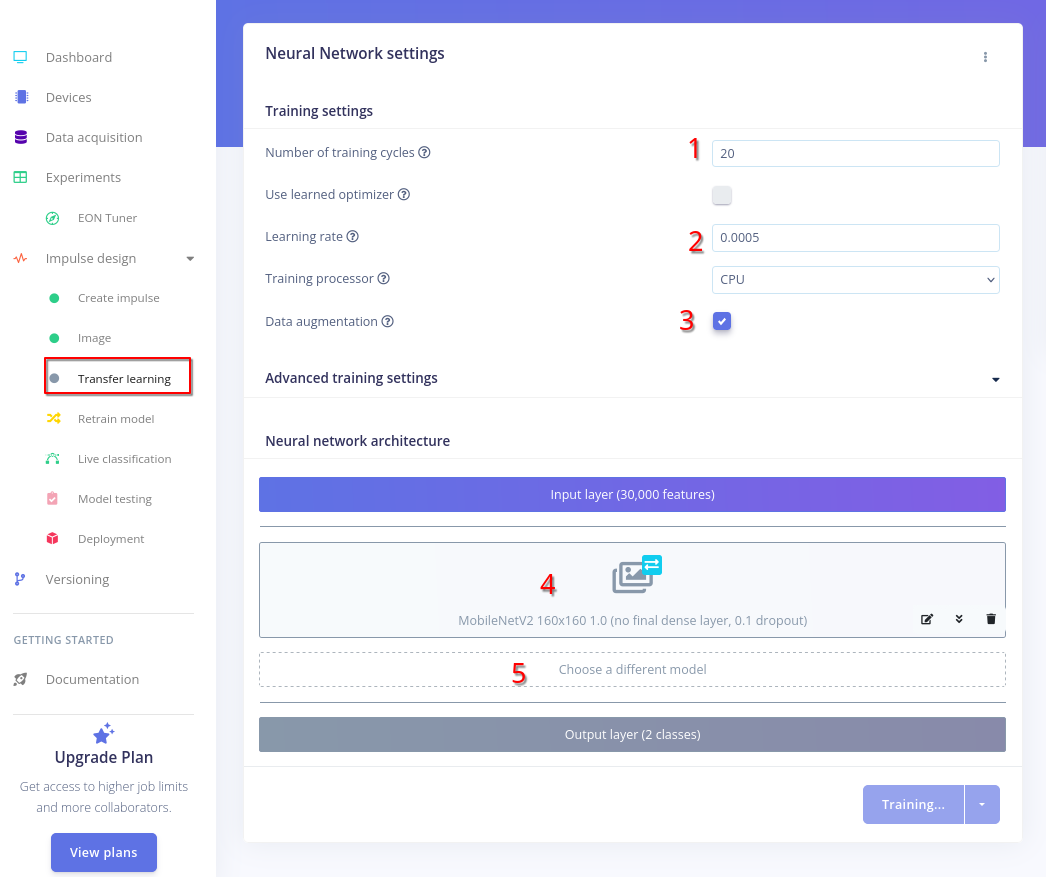 Dashboard
Devices
Data acquisition
Experiments
EON Tuner
Impulse design
Create impulse
Image
Transfer learning
Retrain model
Live classification
Model testing
Deployment
Versioning
GETTING STARTED
Documentation
Upgrade Plan
Get access to higher job limits
and more collaborators.
View plans
Neural Network settings
Training settings
Number of training cycles 1 20
Use learned optimizer
Learning rate 2 0.0005
Training processor CPU
Data augmentation 3
Advanced training settings
Neural network architecture
Input layer (30,000 features)
4
MobileNetV2 160x160 1.0 (no final dense layer, 0.1 dropout)
5 Choose a different model
Output layer (2 classes)
Training...